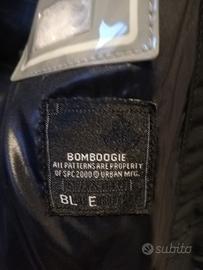 BOMBOOGIE
ALL PATTERNS ARE PROPERTY
OF SPC 2000 © URBAN MFG.
BL E
subito